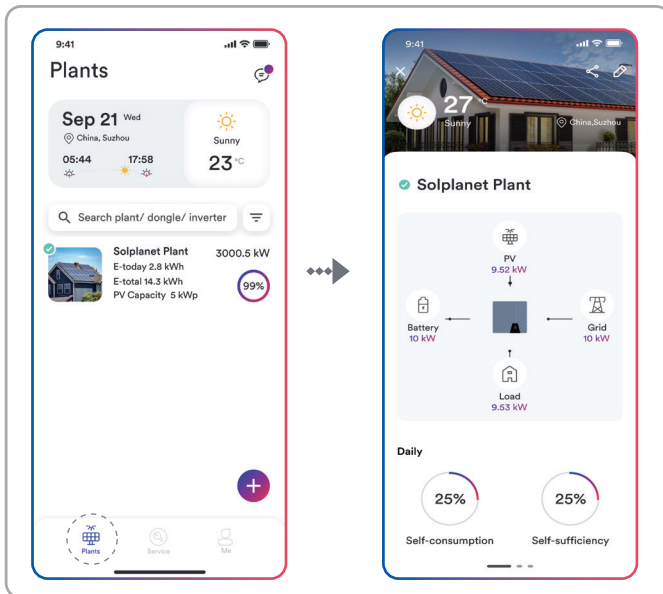 9:41
Plants
Sep 21 Wed
China, Suzhou
05:44 17:58
Sunny
23 °C
Search plant/ dongle/ inverter
Solplanet Plant 3000.5 kW
E-today 2.8 kWh
E-total 14.3 kWh
PV Capacity 5 kWp
99%
Plants
Service
Me
9:41
27 °C
Sunny
China,Suzhou
Solplanet Plant
PV
9.52 kW
Battery
10 kW
Grid
10 kW
Load
9.53 kW
Daily
25% 25%
Self-consumption Self-sufficiency